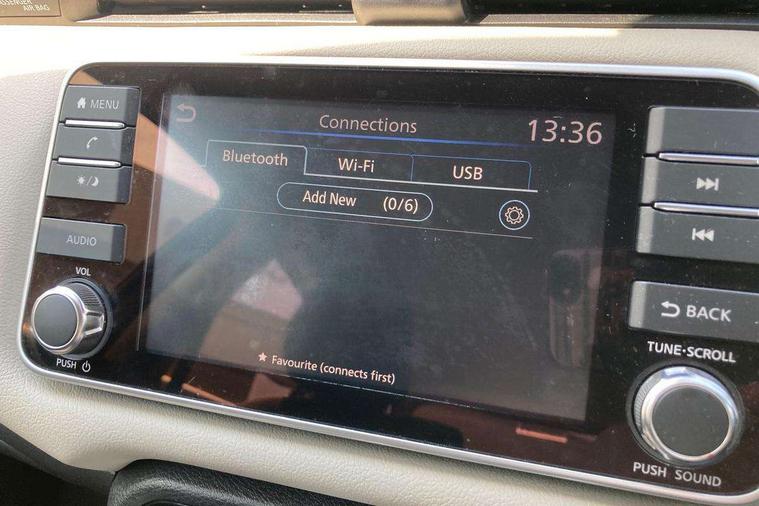 PASSENGER
AIR BAG
MENU
Connections
13:36
Bluetooth
Wi-Fi
USB
Add New (0/6)
AUDIO
VOL
PUSH
BACK
TUNE·SCROLL
★ Favourite (connects first)
PUSH SOUND